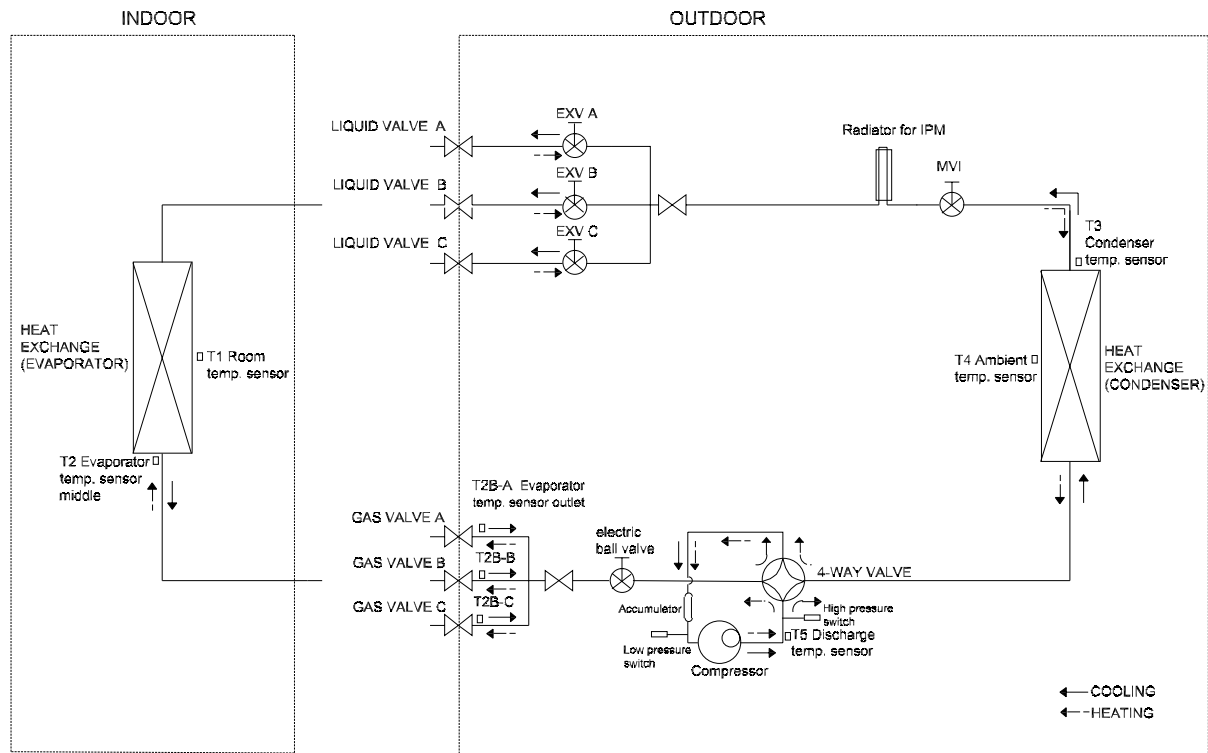 INDOOR
OUTDOOR
LIQUID VALVE A
EXV A
Radiator for IPM
MVI
LIQUID VALVE B
EXV B
LIQUID VALVE C
EXV C
T3
Condenser
temp. sensor
HEAT
EXCHANGE
(EVAPORATOR)
T1 Room
temp. sensor
T4 Ambient
temp. sensor
HEAT
EXCHANGE
(CONDENSER)
T2 Evaporator
temp. sensor
middle
T2B-A Evaporator
temp. sensor outlet
GAS VALVE A
electric
ball valve
GAS VALVE B
T2B-B
4-WAY VALVE
GAS VALVE C
T2B-C
Accumulator
High pressure
switch
Low pressure
switch
T5 Discharge
temp. sensor
Compressor
COOLING
HEATING